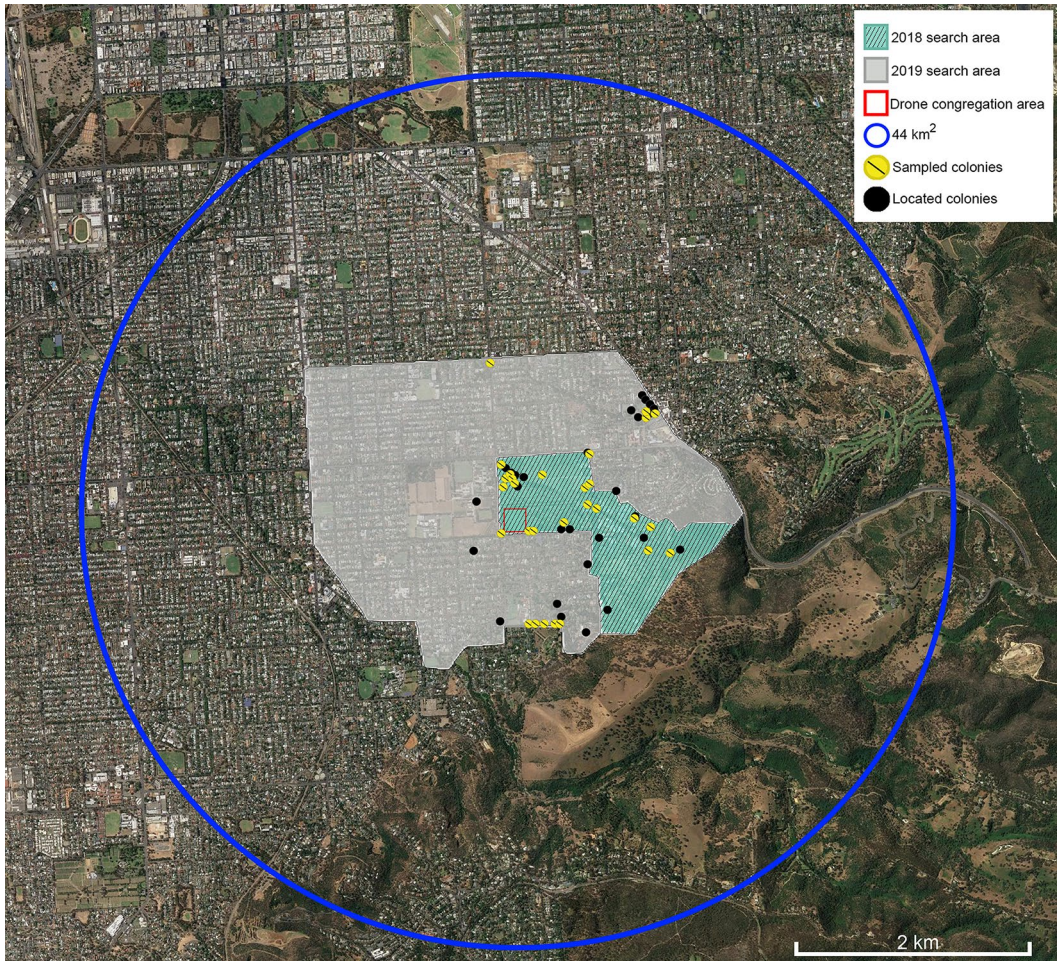 2018 search area
2019 search area
Drone congregation area
44 km²
Sampled colonies
Located colonies
2 km